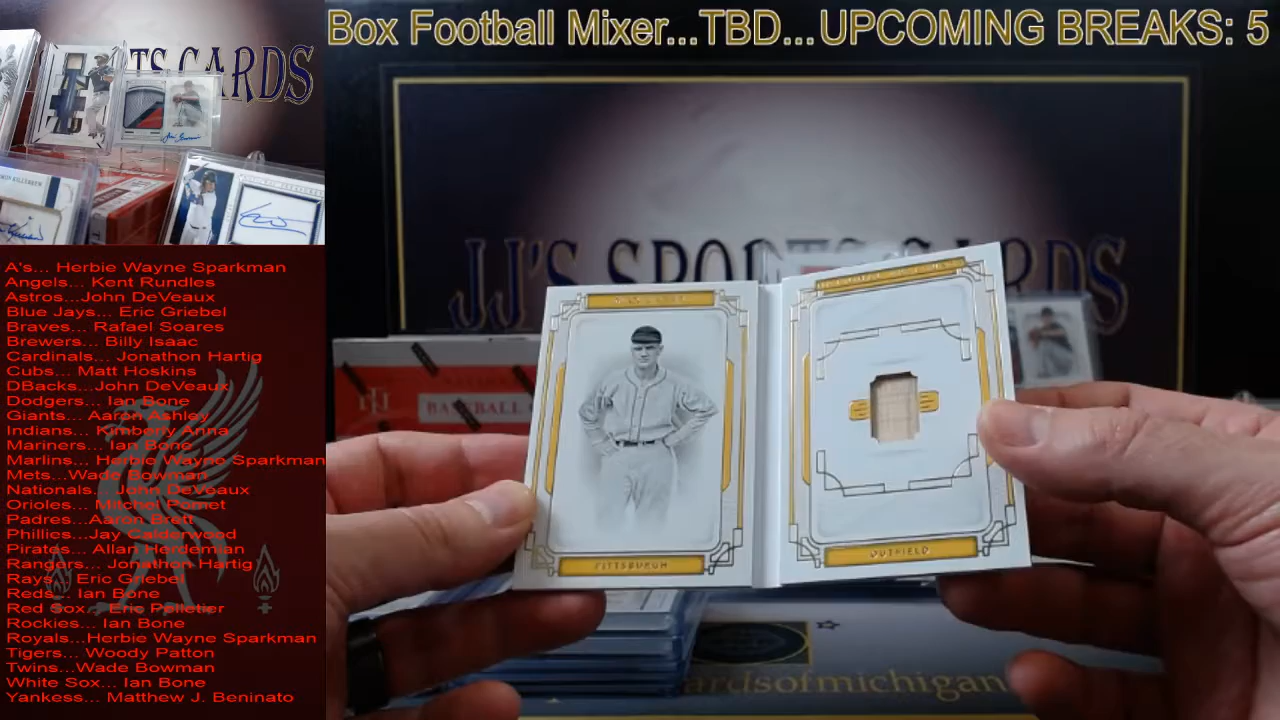 Box Football Mixer...TBD...UPCOMING BREAKS: 5
TS CARDS
JJ'S SPORTS CARDS
A's... Herbie Wayne Sparkman
Angels... Kent Rundles
Astros...John DeVeaux
Blue Jays... Eric Griebel
Braves... Rafael Soares
Brewers... Billy Isaac
Cardinals... Jonathon Hartig
Cubs... Matt Hoskins
DBacks...John DeVeaux
Dodgers... Ian Bone
Giants... Aaron Ashley
Indians... Kimberly Anna
Mariners... Ian Bone
Marlins... Herbie Wayne Sparkman
Mets...Wade Bowman
Nationals... John DeVeaux
Orioles... Mitchel Pomet
Padres...Aaron Brett
Phillies...Jay Calderwood
Pirates... Allan Herdemian
Rangers... Jonathon Hartig
Rays... Eric Griebel
Reds... Ian Bone
Red Sox... Eric Pelletier
Rockies... Ian Bone
Royals...Herbie Wayne Sparkman
Tigers... Woody Patton
Twins...Wade Bowman
White Sox... Ian Bone
Yankess... Matthew J. Beninato
BASEBALL
PITTSBURGH
OUTFIELD
ardsofmichigan